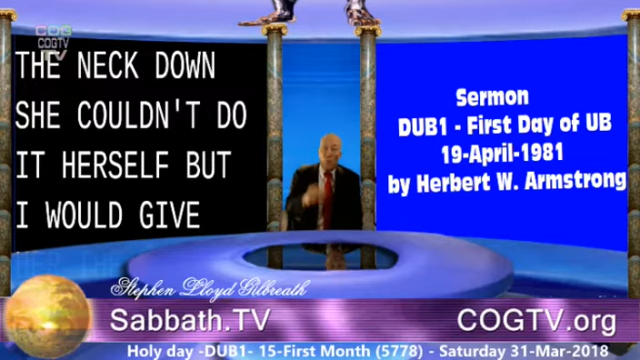 COG
COGTV
TV
THE NECK DOWN
SHE COULDN'T DO
IT HERSELF BUT
I WOULD GIVE
Sermon
DUB1 - First Day of UB
19-April-1981
by Herbert W. Armstrong
Stephen Lloyd Gilbreath
Sabbath.TV
COGTV.org
Holy day -DUB1- 15-First Month (5778) - Saturday 31-Mar-2018